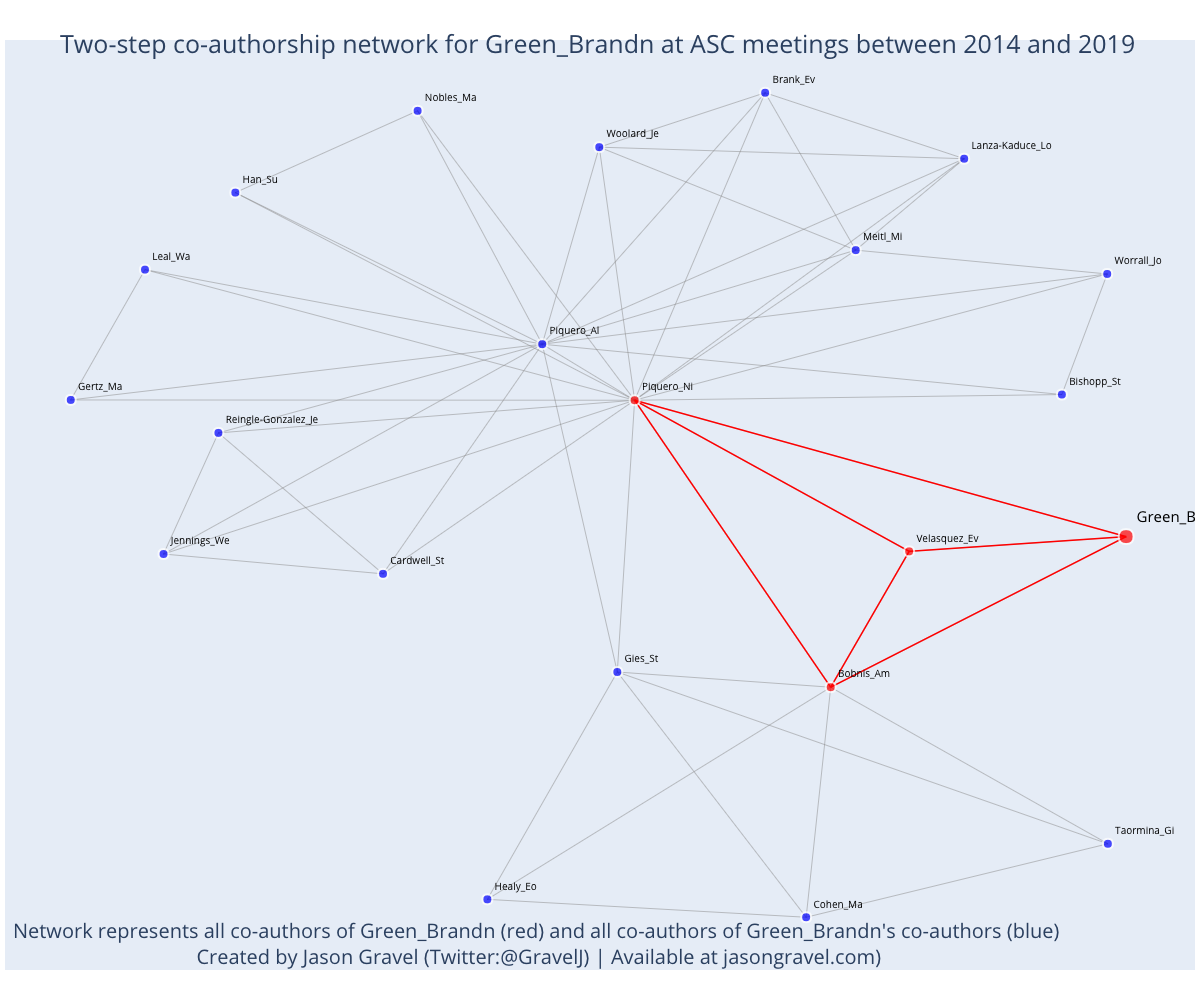 Two-step co-authorship network for Green_Brandn at ASC meetings between 2014 and 2019
Brank_Ev
Nobles_Ma
Woolard_Je
Lanza-Kaduce_Lo
Han_Su
Meitl_Mi
Leal_Wa
Worrall_Jo
Piquero_Al
Gertz_Ma
Piquero_Ni
Bishopp_St
Reingle-Gonzalez_Je
Green_B
Jennings_We
Velasquez_Ev
Cardwell_St
Gies_St
Bobnis_Am
Taormina_Gi
Healy_Eo
Cohen_Ma
Network represents all co-authors of Green_Brandn (red) and all co-authors of Green_Brandn's co-authors (blue)
Created by Jason Gravel (Twitter:@GravelJ) | Available at jasongravel.com)